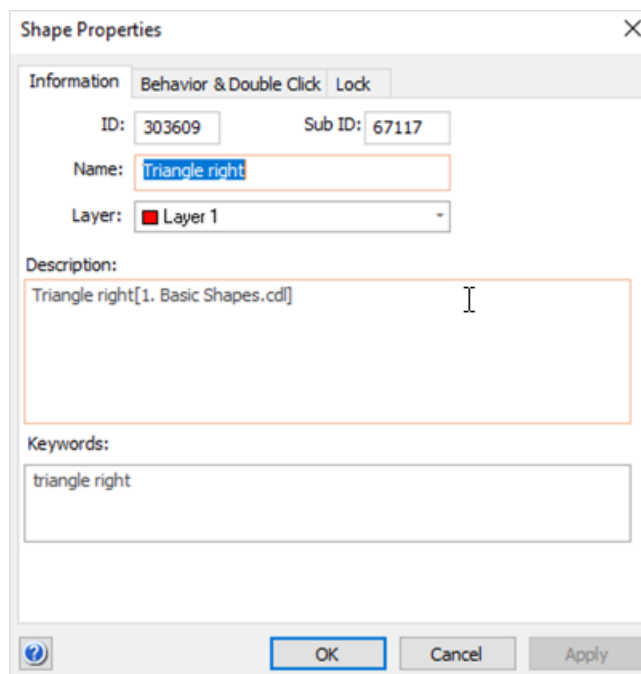 Shape Properties
Information Behavior & Double Click Lock
ID: 303609 Sub ID: 67117
Name: Triangle right
Layer: Layer 1
Description:
Triangle right[1. Basic Shapes.cdl]
Keywords:
triangle right
? OK Cancel Apply